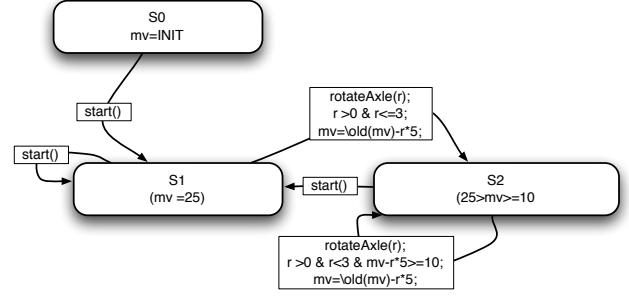 S0
mv=INIT
start()
rotateAxle(r);
r >0 & r<=3;
mv=\old(mv)-r*5;
start()
S1
(mv =25)
start()
S2
(25>mv>=10
rotateAxle(r);
r >0 & r<3 & mv-r*5>=10;
mv=\old(mv)-r*5;